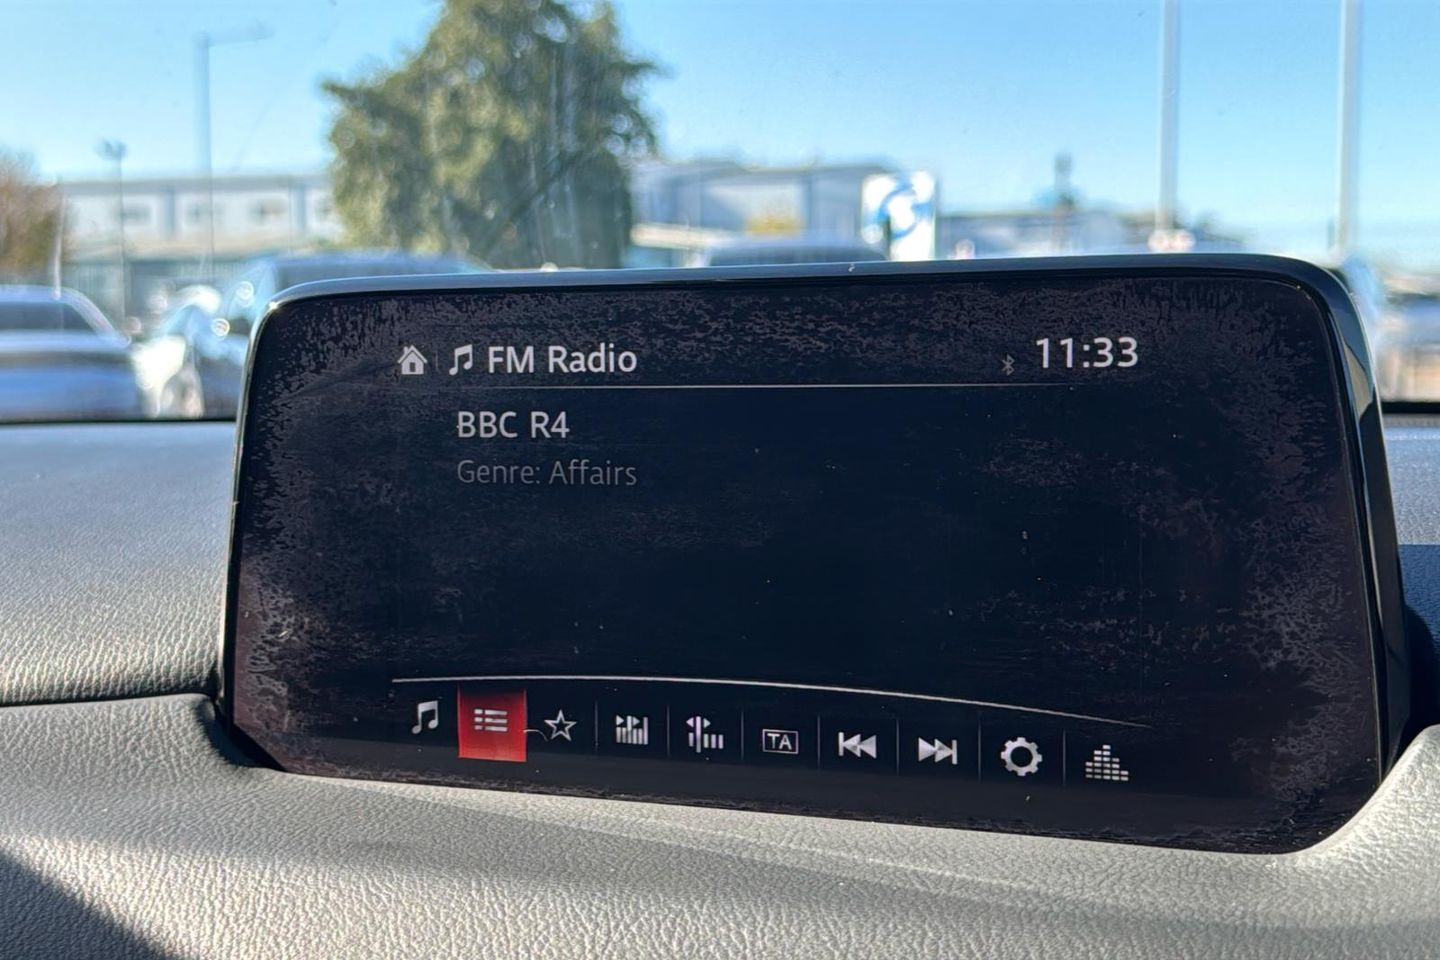 FM Radio 11:33
BBC R4
Genre: Affairs
TA